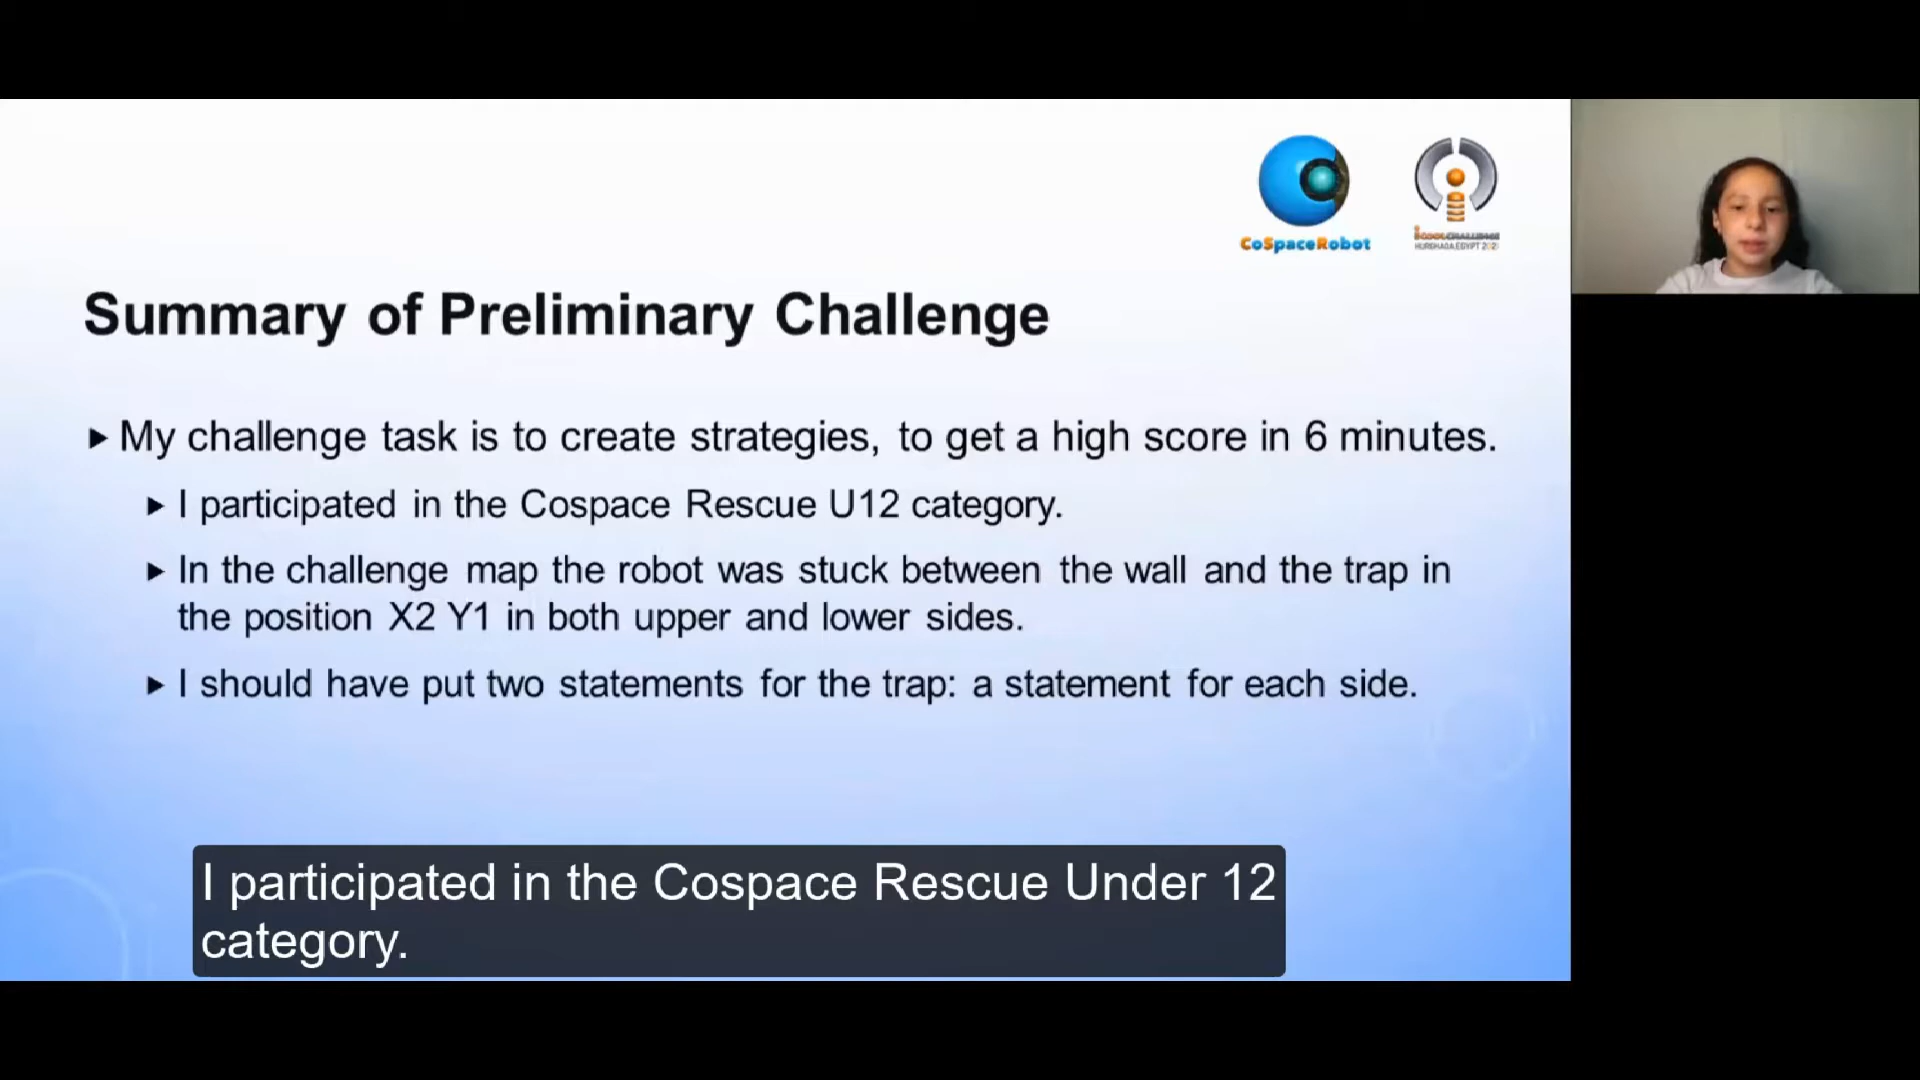 CoSpaceRobot
HURGHADA, EGYPT 202
Summary of Preliminary Challenge
My challenge task is to create strategies, to get a high score in 6 minutes.
I participated in the Cospace Rescue U12 category.
In the challenge map the robot was stuck between the wall and the trap in
the position X2 Y1 in both upper and lower sides.
I should have put two statements for the trap: a statement for each side.
I participated in the Cospace Rescue Under 12
category.